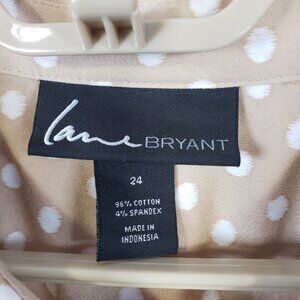 lane BRYANT
24
96% COTTON
4% SPANDEX
MADE IN
INDONESIA